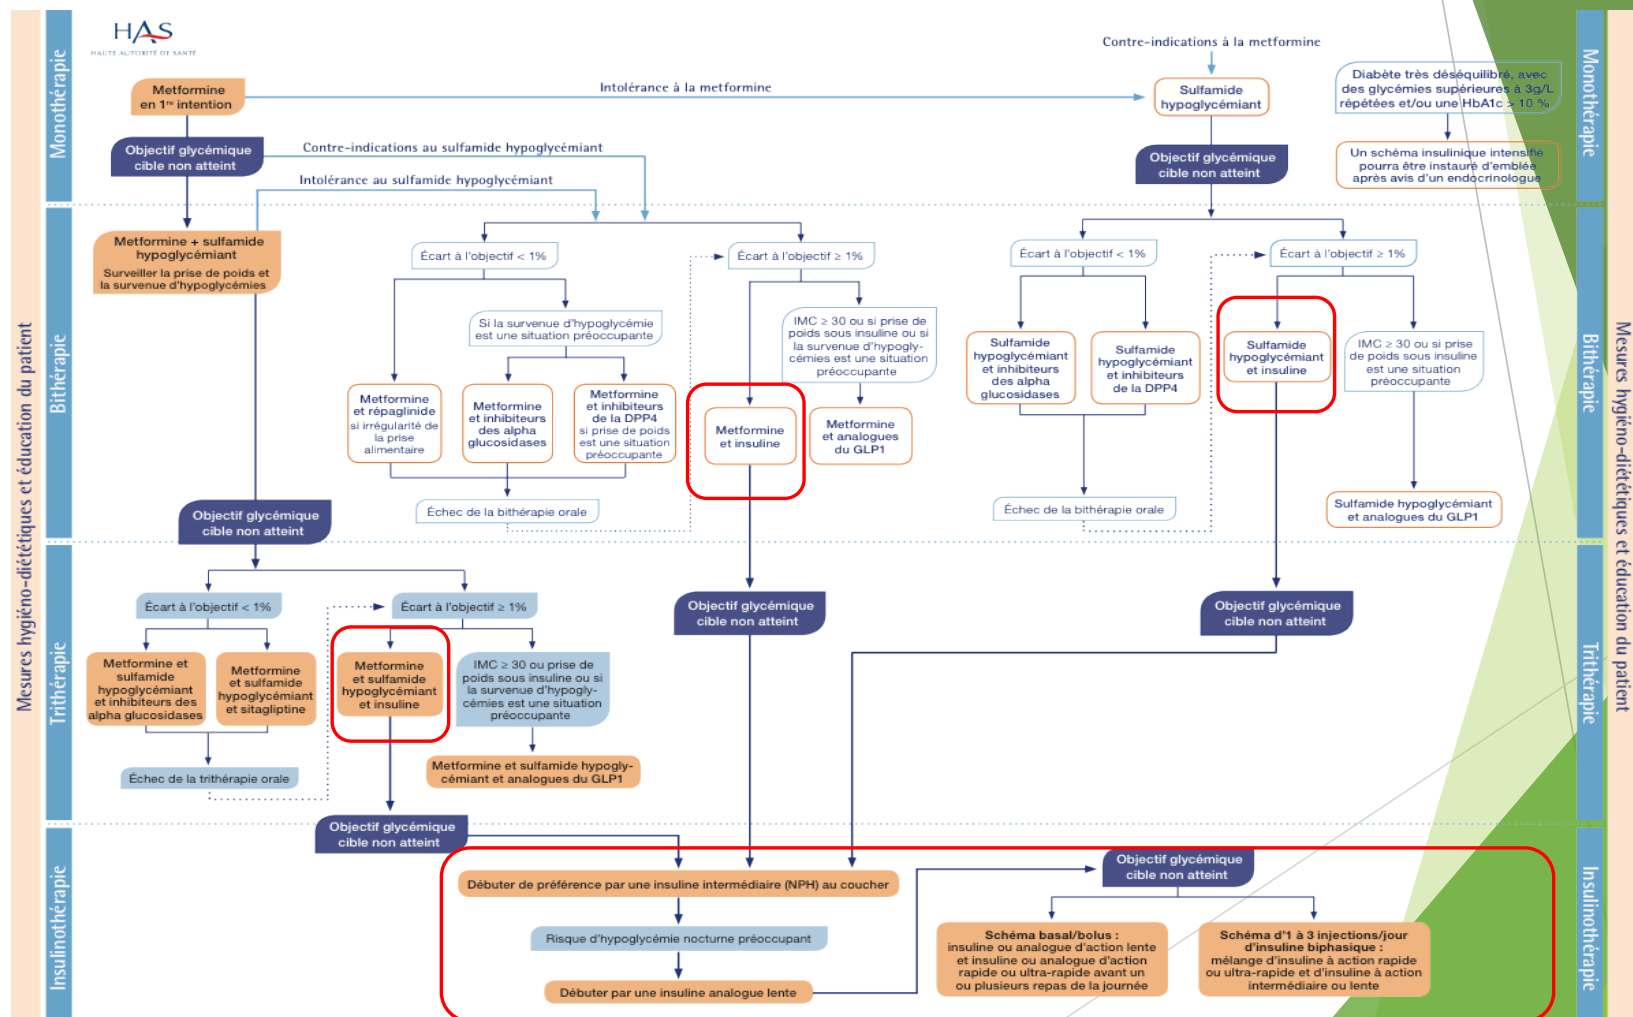 HAS
HAUTE AUTORITÉ DE SANTÉ
Mesures hygiéno-diététiques et éducation du patient
Monothérapie
Metformine
en 1re intention
Intolérance à la metformine
Contre-indications à la metformine
Sulfamide
hypoglycémiant
Diabète très déséquilibré, avec
des glycémies supérieures à 3g/L
répétées et/ou une HbA1c > 10 %
Objectif glycémique
cible non atteint
Contre-indications au sulfamide hypoglycémiant
Intolérance au sulfamide hypoglycémiant
Objectif glycémique
cible non atteint
Un schéma insulinique intensifié
pourra être instauré d'emblée
après avis d'un endocrinologue
Monothérapie
Bithérapie
Metformine + sulfamide
hypoglycémiant
Surveiller la prise de poids et
la survenue d'hypoglycémies
Écart à l'objectif < 1%
Écart à l'objectif ≥ 1%
Si la survenue d'hypoglycémie
est une situation préoccupante
IMC ≥ 30 ou si prise de
poids sous insuline ou si
la survenue d'hypogly-
cémies est une situation
préoccupante
Metformine
et répaglinide
si irrégularité de
la prise
alimentaire
Metformine
et inhibiteurs
des alpha
glucosidases
Metformine
et inhibiteurs
de la DPP4
si prise de poids
est une situation
préoccupante
Metformine
et insuline
Metformine
et analogues
du GLP1
Échec de la bithérapie orale
Écart à l'objectif < 1%
Écart à l'objectif ≥ 1%
Sulfamide
hypoglycémiant
et inhibiteurs
des alpha
glucosidases
Sulfamide
hypoglycémiant
et inhibiteurs
de la DPP4
Sulfamide
hypoglycémiant
et insuline
IMC ≥ 30 ou si prise
de poids sous insuline
est une situation
préoccupante
Échec de la bithérapie orale
Sulfamide hypoglycémiant
et analogues du GLP1
Bithérapie
Objectif glycémique
cible non atteint
Trithérapie
Écart à l'objectif < 1%
Écart à l'objectif ≥ 1%
Metformine et
sulfamide
hypoglycémiant
et inhibiteurs des
alpha glucosidases
Metformine
et sulfamide
hypoglycémiant
et sitagliptine
Metformine
et sulfamide
hypoglycémiant
et insuline
IMC ≥ 30 ou prise de
poids sous insuline ou si
la survenue d'hypogly-
cémies est une situation
préoccupante
Échec de la trithérapie orale
Metformine et sulfamide hypogly-
cémiant et analogues du GLP1
Objectif glycémique
cible non atteint
Objectif glycémique
cible non atteint
Trithérapie
Objectif glycémique
cible non atteint
Insulinothérapie
Débuter de préférence par une insuline intermédiaire (NPH) au coucher
Risque d'hypoglycémie nocturne préoccupant
Débuter par une insuline analogue lente
Objectif glycémique
cible non atteint
Schéma basal/bolus :
insuline ou analogue d'action lente
et insuline ou analogue d'action
rapide ou ultra-rapide avant un
ou plusieurs repas de la journée
Schéma d'1 à 3 injections/jour
d'insuline biphasique :
mélange d'insuline à action rapide
ou ultra-rapide et d'insuline à action
intermédiaire ou lente
Insulinothérapie
Mesures hygiéno-diététiques et éducation du patient